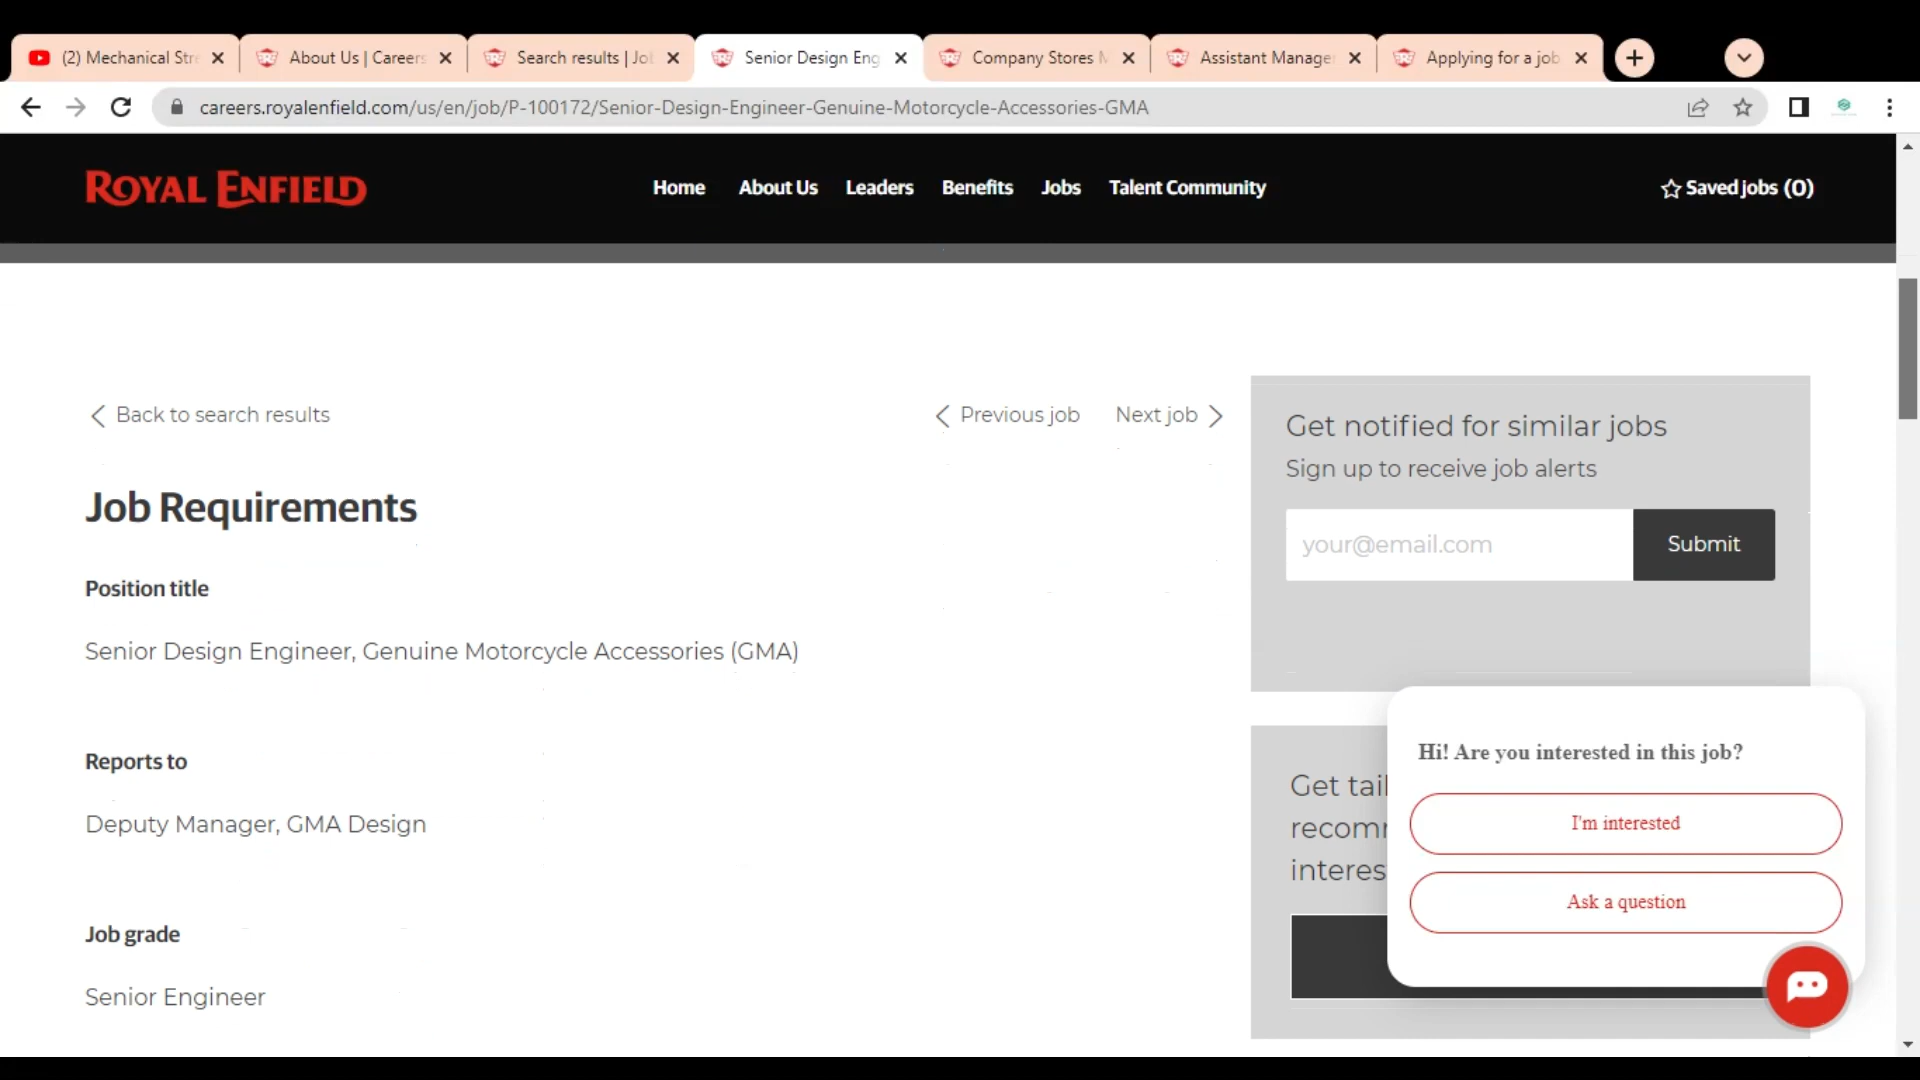 (2) Mechanical Str
About Us | Careers
Search results | Jo
Senior Design Eng
Company Stores M
Assistant Manager
Applying for a job
careers.royalenfield.com/us/en/job/P-100172/Senior-Design-Engineer-Genuine-Motorcycle-Accessories-GMA
ROYAL ENFIELD
Home
About Us
Leaders
Benefits
Jobs
Talent Community
Saved jobs (0)
Back to search results
Previous job
Next job
Job Requirements
Position title
Senior Design Engineer, Genuine Motorcycle Accessories (GMA)
Reports to
Deputy Manager, GMA Design
Job grade
Senior Engineer
Get notified for similar jobs
Sign up to receive job alerts
your@email.com
Submit
Get tail
recom
interes
Hi! Are you interested in this job?
I'm interested
Ask a question